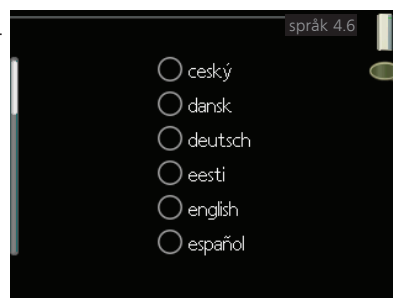 språk 4.6
ceský
dansk
deutsch
eesti
english
español